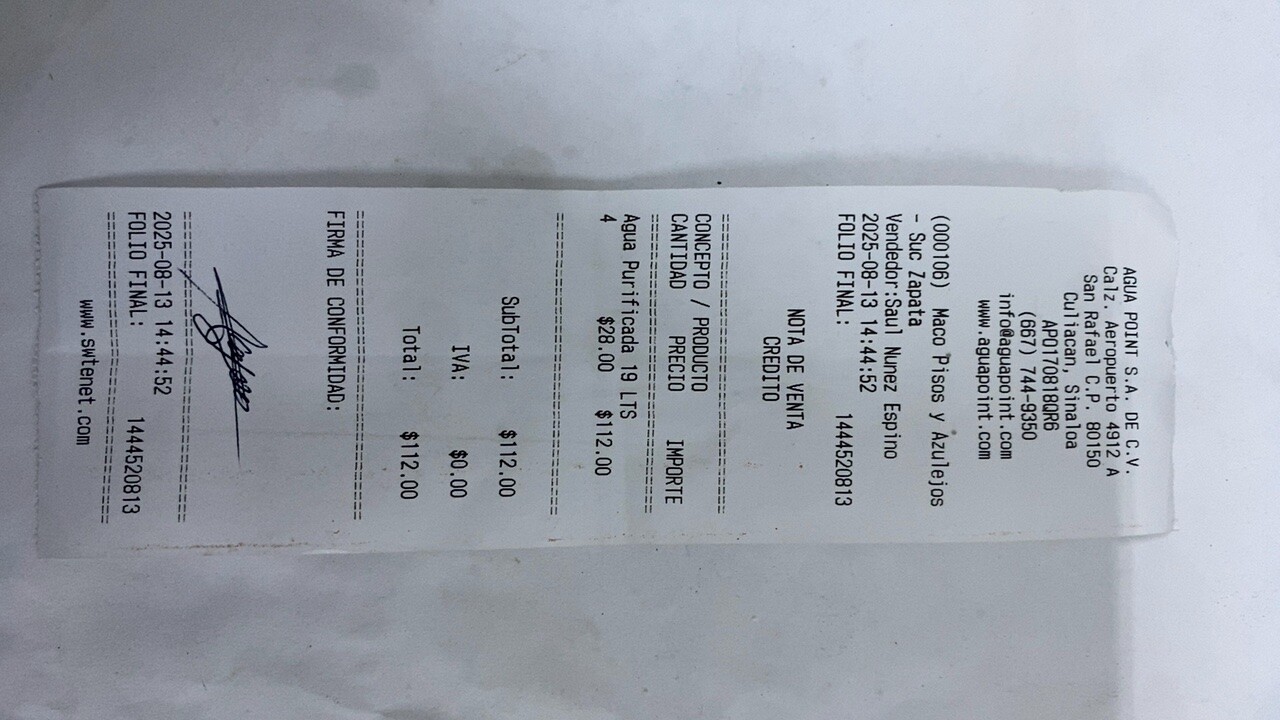 AGUA POINT S.A. DE C.V.
Calz. Aeropuerto 4912 A
San Rafael C.P. 80150
Culiacan, Sinaloa
APO170818QR6
(667) 744-9350
info@aguapoint.com
www.aguapoint.com
(000106) Maco Pisos y Azulejos
- Suc Zapata
Vendedor:Saul Nunez Espino
2025-08-13 14:44:52
FOLIO FINAL: 1444520813
NOTA DE VENTA
CREDITO
================================
CONCEPTO / PRODUCTO
CANTIDAD PRECIO IMPORTE
================================
Agua Purificada 19 LTS
4 $28.00 $112.00
================================
SubTotal: $112.00
IVA: $0.00
Total: $112.00
================================
FIRMA DE CONFORMIDAD:
================================
2025-08-13 14:44:52
FOLIO FINAL: 1444520813
================================
www.swtenet.com